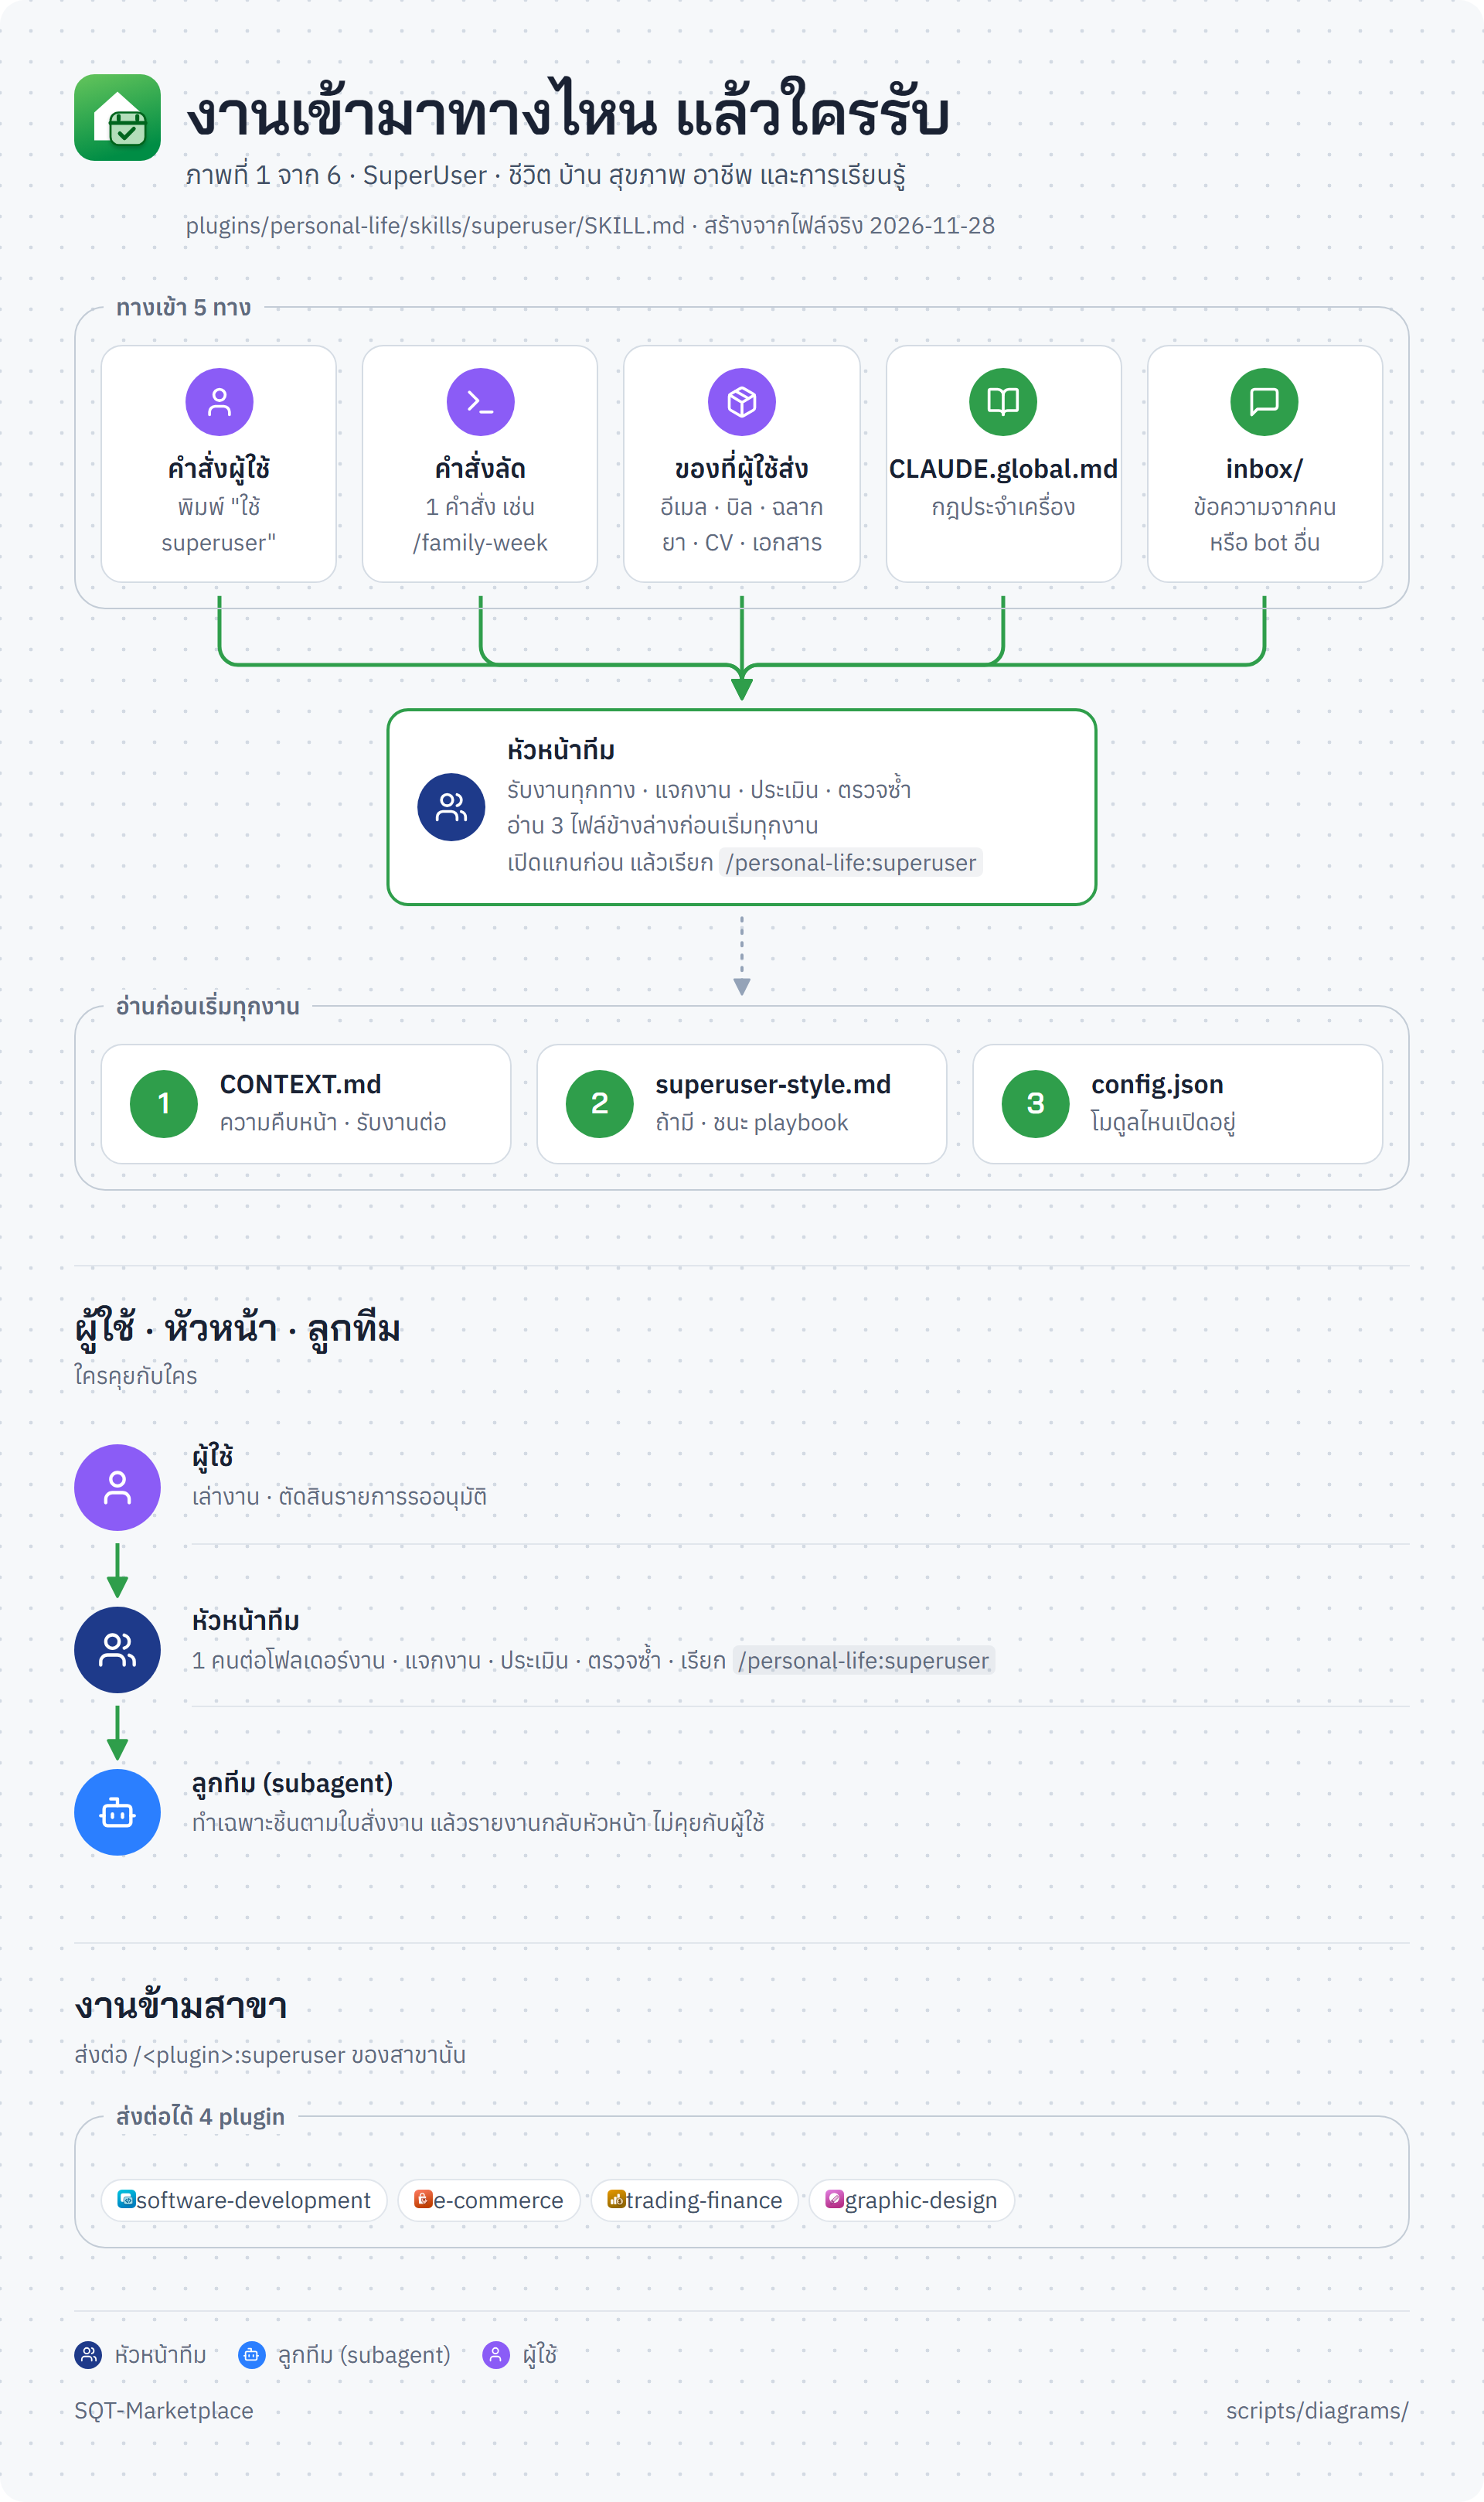 งานเข้ามาทางไหน แล้วใครรับ
ภาพที่ 1 จาก 6 · SuperUser · ชีวิต บ้าน สุขภาพ อาชีพ และการเรียนรู้
plugins/personal-life/skills/superuser/SKILL.md · สร้างจากไฟล์จริง 2026-11-28
ทางเข้า 5 ทาง
คำสั่งผู้ใช้
พิมพ์ "ใช้
superuser"
คำสั่งลัด
1 คำสั่ง เช่น
/family-week
ของที่ผู้ใช้ส่ง
อีเมล · บิล · ฉลาก
ยา · CV · เอกสาร
CLAUDE.global.md
กฎประจำเครื่อง
inbox/
ข้อความจากคน
หรือ bot อื่น
หัวหน้าทีม
รับงานทุกทาง · แจกงาน · ประเมิน · ตรวจซ้ำ
อ่าน 3 ไฟล์ข้างล่างก่อนเริ่มทุกงาน
เปิดแกนก่อน แล้วเรียก /personal-life:superuser
อ่านก่อนเริ่มทุกงาน
1
CONTEXT.md
ความคืบหน้า · รับงานต่อ
2
superuser-style.md
ถ้ามี · ชนะ playbook
3
config.json
โมดูลไหนเปิดอยู่
ผู้ใช้ · หัวหน้า · ลูกทีม
ใครคุยกับใคร
ผู้ใช้
เล่างาน · ตัดสินรายการรออนุมัติ
หัวหน้าทีม
1 คนต่อโฟลเดอร์งาน · แจกงาน · ประเมิน · ตรวจซ้ำ · เรียก /personal-life:superuser
ลูกทีม (subagent)
ทำเฉพาะชิ้นตามใบสั่งงาน แล้วรายงานกลับหัวหน้า ไม่คุยกับผู้ใช้
งานข้ามสาขา
ส่งต่อ /<plugin>:superuser ของสาขานั้น
ส่งต่อได้ 4 plugin
software-development
e-commerce
trading-finance
graphic-design
หัวหน้าทีม
ลูกทีม (subagent)
ผู้ใช้
SQT-Marketplace
scripts/diagrams/